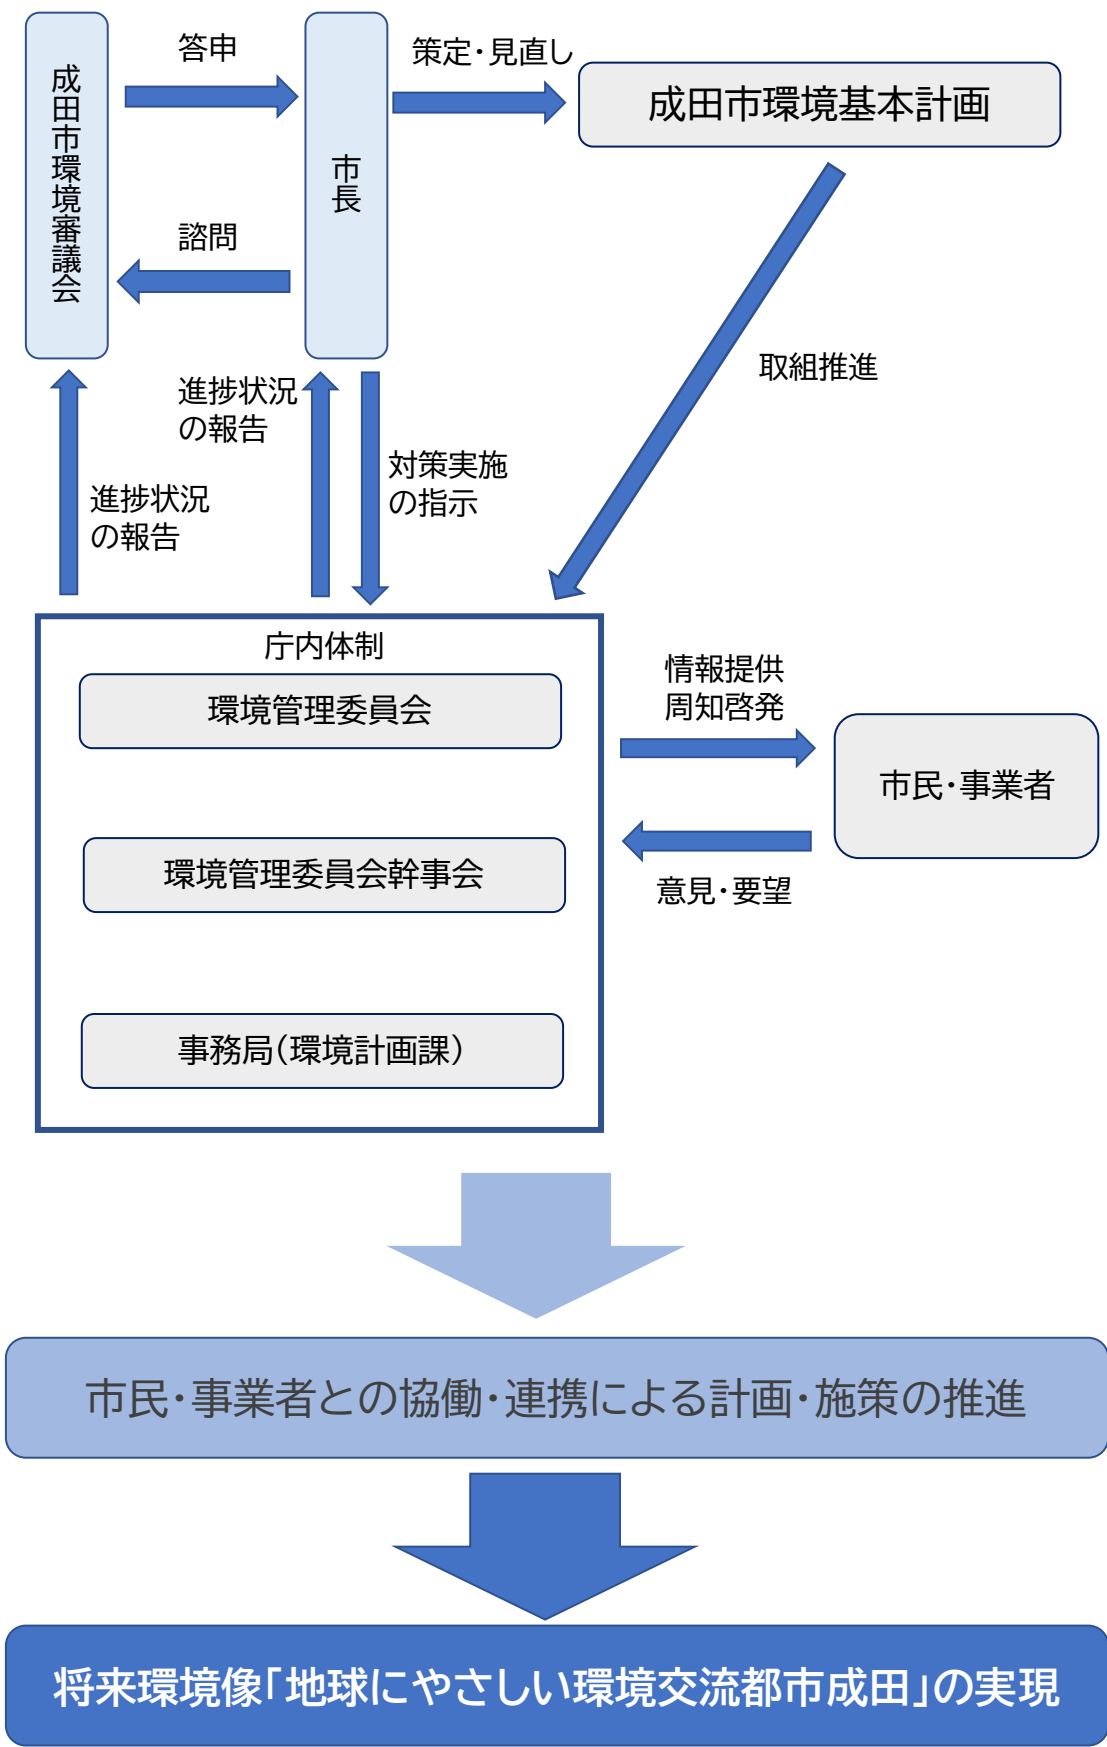 成田市環境審議会
答申
諮問
市長
策定・見直し
成田市環境基本計画
取組推進
進捗状況
の報告
進捗状況
の報告
対策実施
の指示
庁内体制
環境管理委員会
環境管理委員会幹事会
事務局（環境計画課）
情報提供
周知啓発
市民・事業者
意見・要望
市民・事業者との協働・連携による計画・施策の推進
将来環境像「地球にやさしい環境交流都市成田」の実現